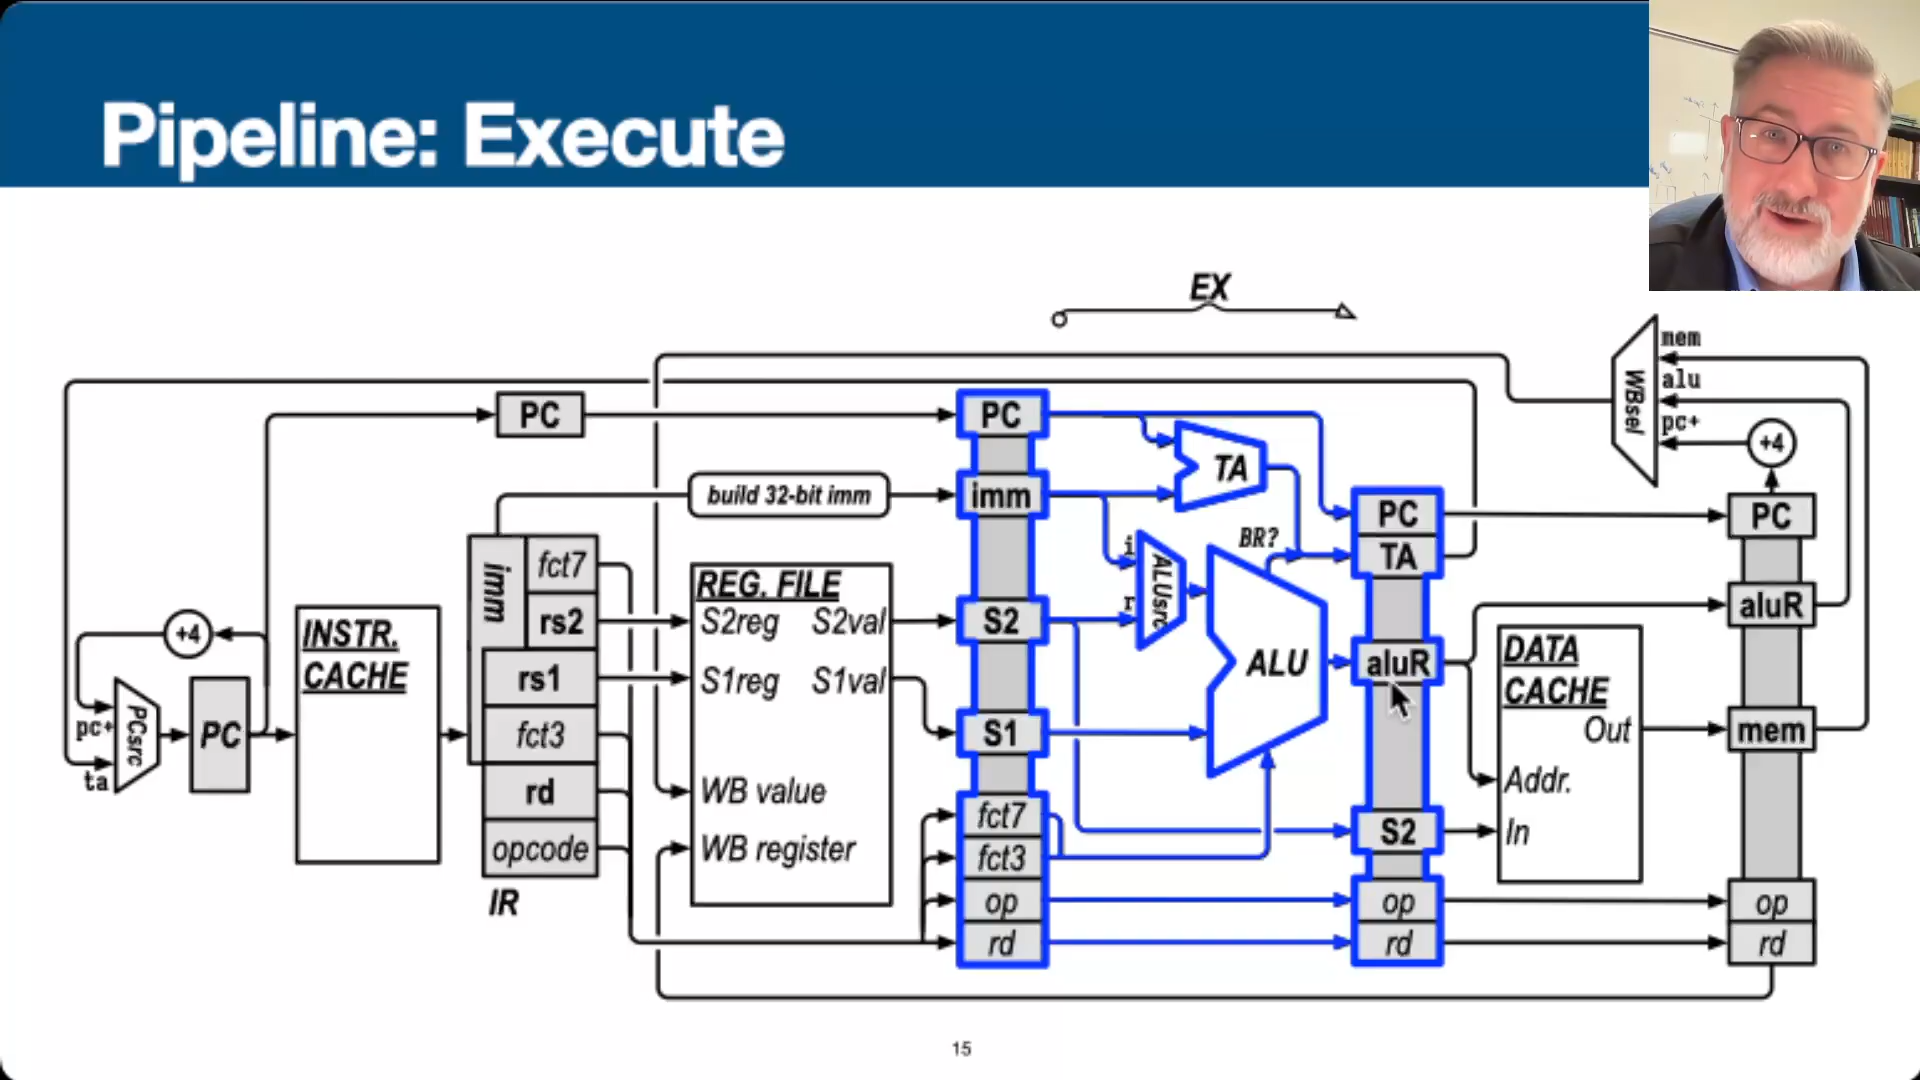 Pipeline: Execute
EX
mem
alu
pc+
WBsel
+4
PC
PC
TA
build 32-bit imm
imm
BR?
PC
PC
TA
imm
fct7
rs2
rs1
fct3
rd
opcode
IR
REG. FILE
S2reg S2val
S1reg S1val
WB value
WB register
S2
S1
fct7
fct3
op
rd
i
r
ALUsrc
ALU
aluR
S2
op
rd
DATA
CACHE
Out
Addr.
In
aluR
mem
op
rd
+4
INSTR.
CACHE
pc+
ta
PCsrc
PC
15